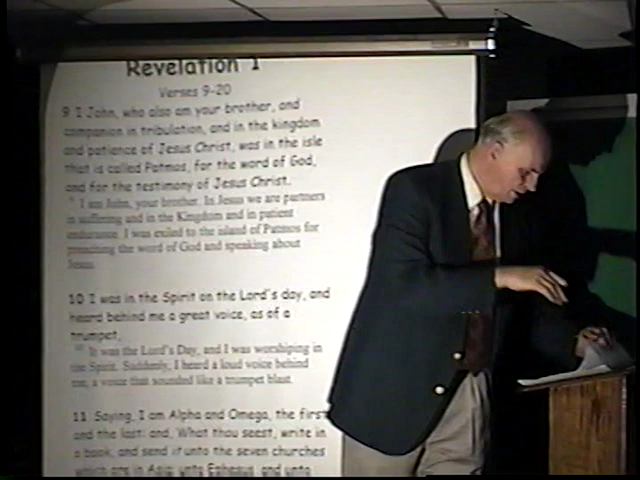 Revelation 1
Verses 9-20
9 I John, who also am your brother, and
companion in tribulation, and in the kingdom
and patience of Jesus Christ, was in the isle
that is called Patmos, for the word of God,
and for the testimony of Jesus Christ.
9 I am John, your brother. In Jesus we are partners
in suffering and in the Kingdom and in patient
endurance. I was exiled to the island of Patmos for
preaching the word of God and speaking about
Jesus.
10 I was in the Spirit on the Lord's day, and
heard behind me a great voice, as of a
trumpet,
10 It was the Lord's Day, and I was worshiping in
the Spirit. Suddenly, I heard a loud voice behind
me, a voice that sounded like a trumpet blast.
11 Saying, I am Alpha and Omega, the first
and the last: and, What thou seest, write in
a book, and send it unto the seven churches
which are in Asia; unto Ephesus, and unto